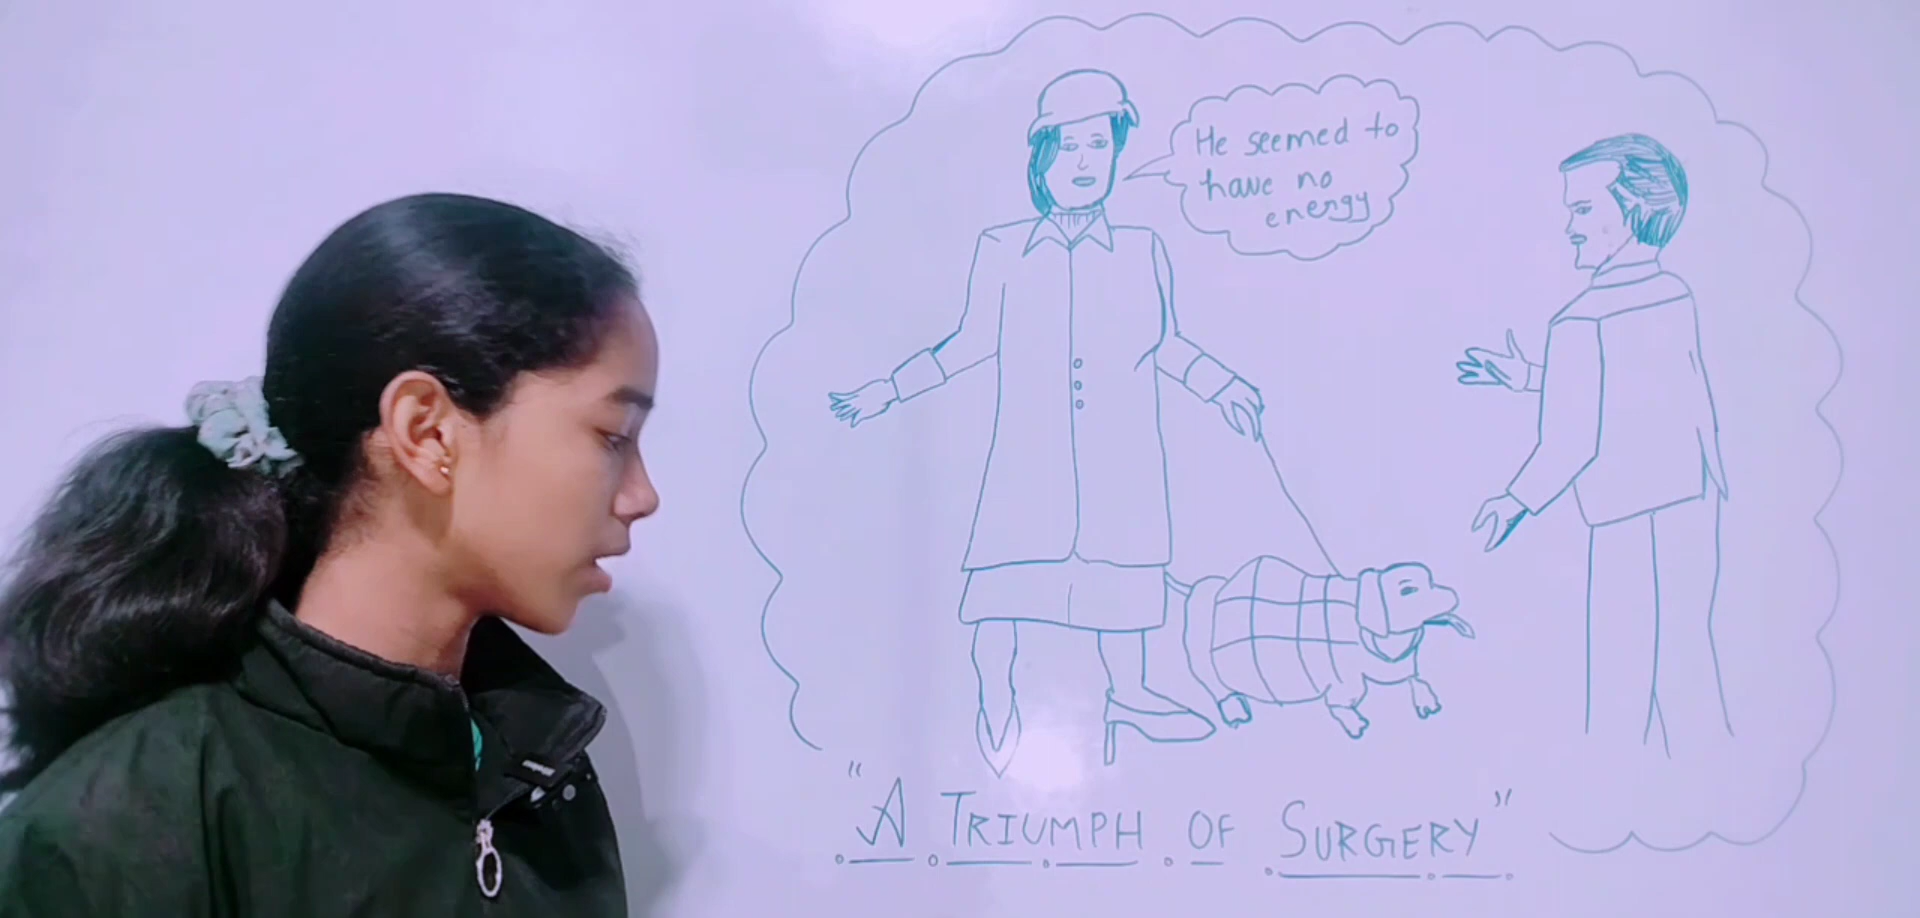 He seemed to
have no
energy
"A TRIUMPH OF SURGERY"